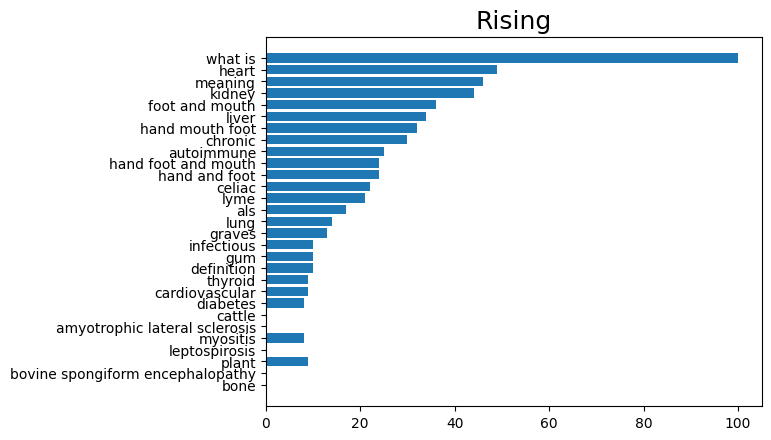 Rising
what is
heart
meaning
kidney
foot and mouth
liver
hand mouth foot
chronic
autoimmune
hand foot and mouth
hand and foot
celiac
lyme
als
lung
graves
infectious
gum
definition
thyroid
cardiovascular
diabetes
cattle
amyotrophic lateral sclerosis
myositis
leptospirosis
plant
bovine spongiform encephalopathy
bone
0 20 40 60 80 100